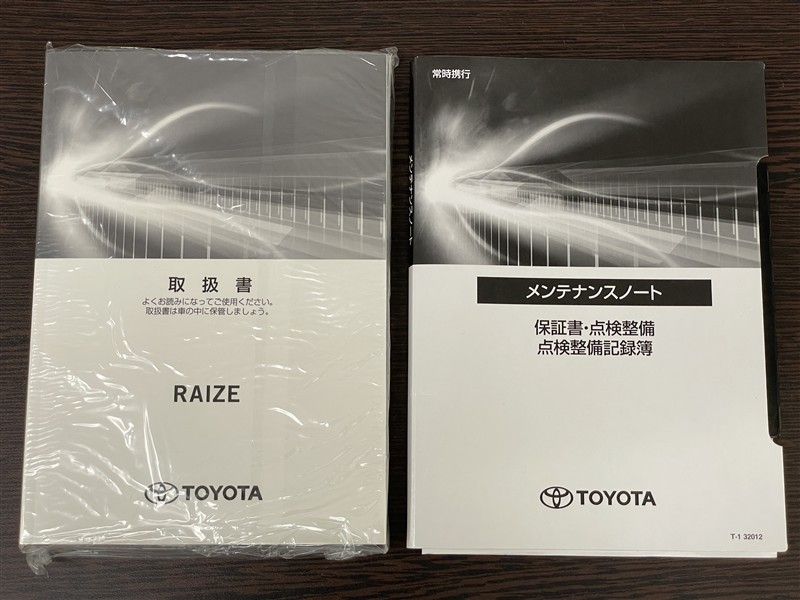 取扱書
よくお読みになってご使用ください。
取扱書は車の中に保管しましょう。
RAIZE
TOYOTA
常時携行
メンテナンスノート
メンテナンスノート
保証書・点検整備
点検整備記録簿
TOYOTA
T-1 32012